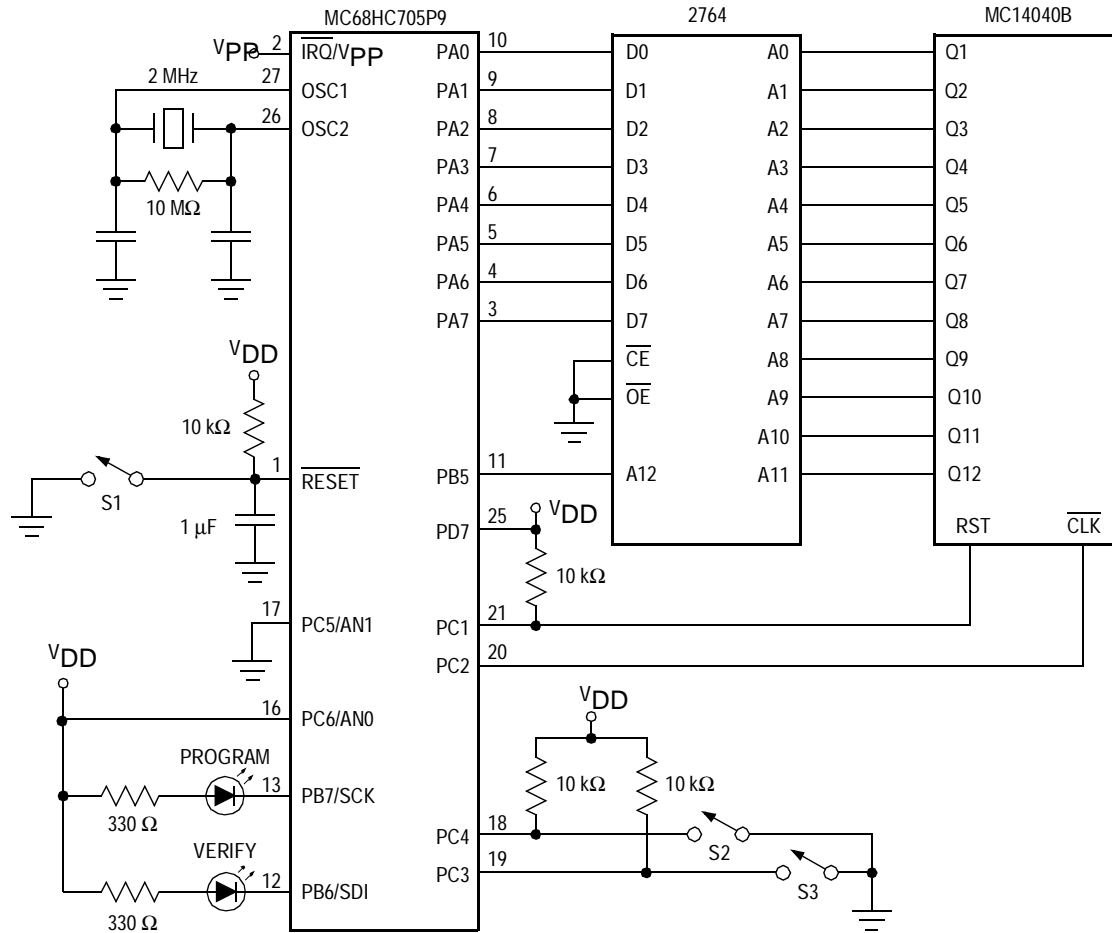 MC68HC705P9
2764
MC14040B
VPP
2
IRQ/VPP
27
OSC1
2 MHz
26
OSC2
10 MΩ
PA0
10
D0
A0
Q1
PA1
9
D1
A1
Q2
PA2
8
D2
A2
Q3
PA3
7
D3
A3
Q4
PA4
6
D4
A4
Q5
PA5
5
D5
A5
Q6
PA6
4
D6
A6
Q7
PA7
3
D7
A7
Q8
CE
A8
Q9
OE
A9
Q10
A10
Q11
PB5
11
A12
A11
Q12
RST
CLK
VDD
10 kΩ
1
RESET
S1
1 µF
PD7
25
VDD
10 kΩ
17
PC5/AN1
PC1
21
PC2
20
VDD
16
PC6/AN0
PROGRAM
13
PB7/SCK
330 Ω
VERIFY
12
PB6/SDI
330 Ω
VDD
10 kΩ
10 kΩ
PC4
18
S2
PC3
19
S3